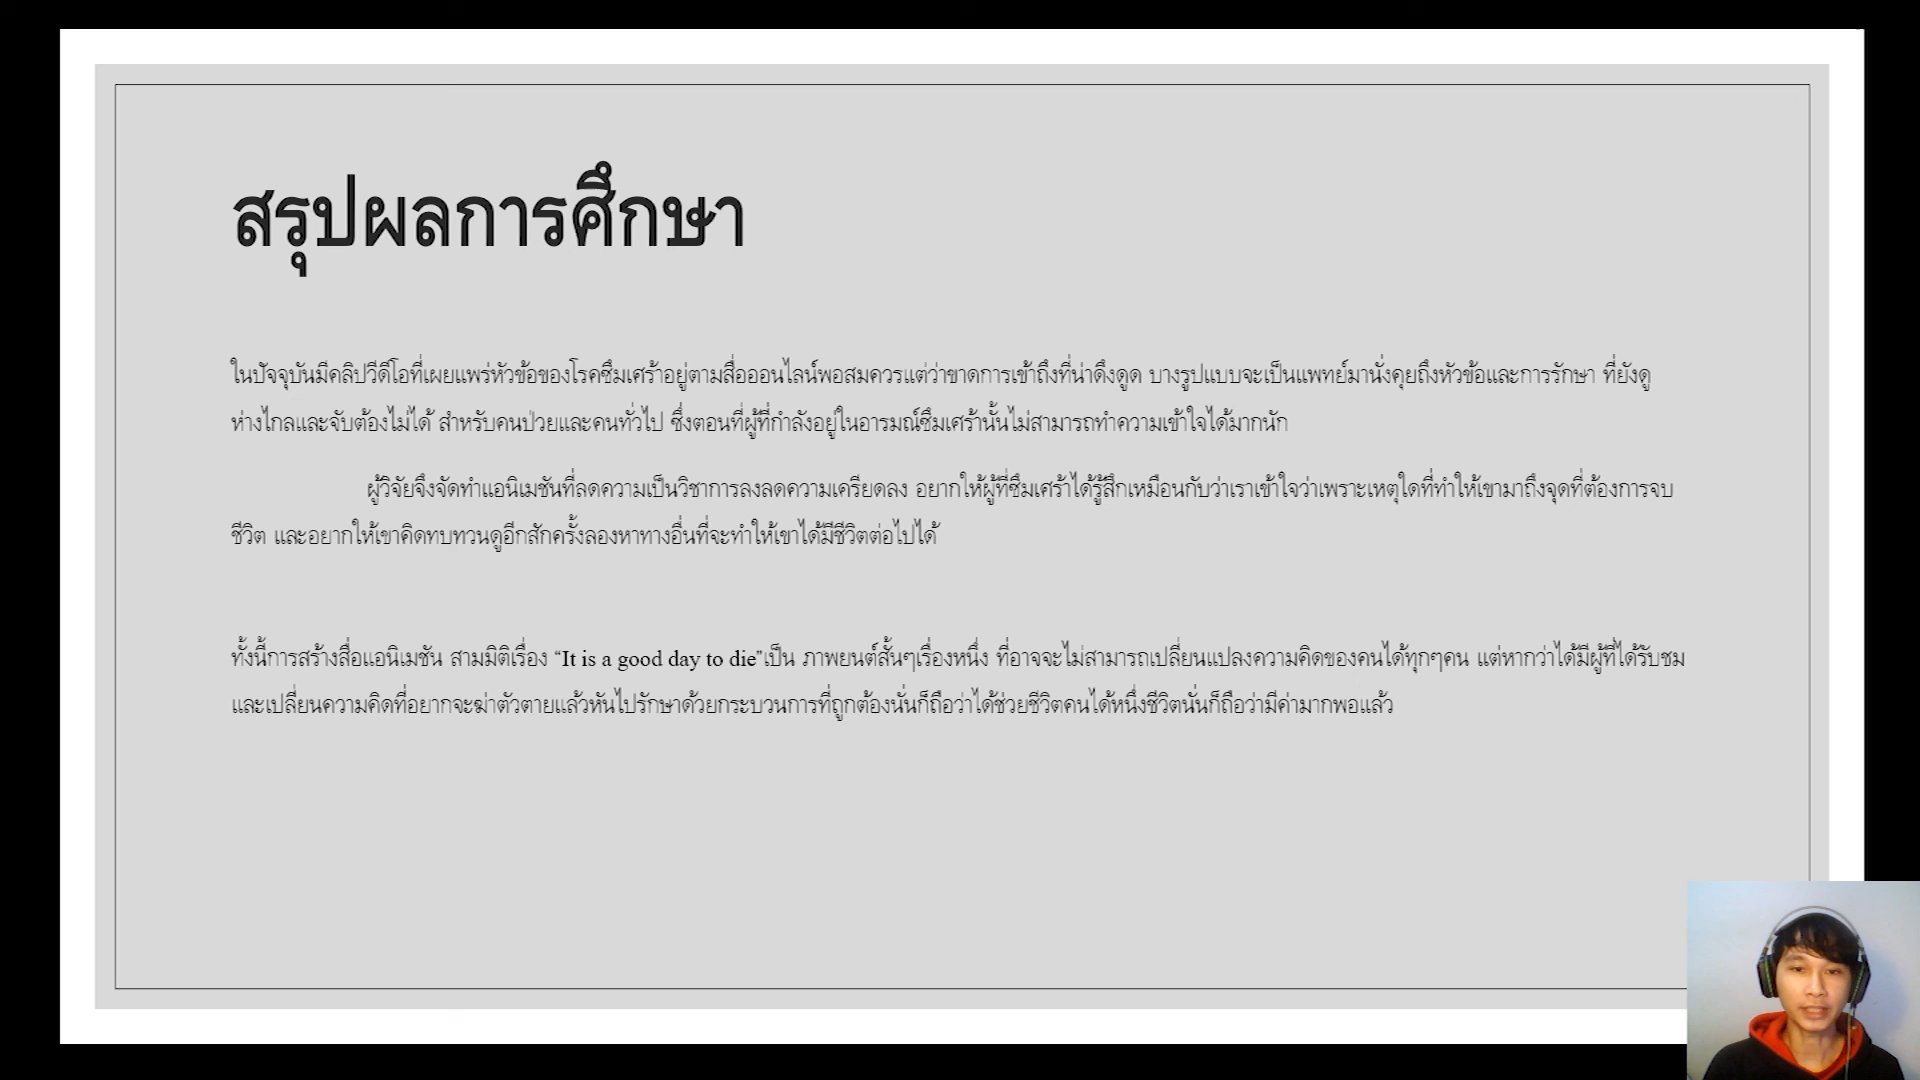 สรุปผลการศึกษา
ในปัจจุบันมีคลิปวีดีโอที่เผยแพร่หัวข้อของโรคซึมเศร้าอยู่ตามสื่อออนไลน์พอสมควรแต่ว่าขาดการเข้าถึงที่น่าดึงดูด บางรูปแบบจะเป็นแพทย์มานั่งคุยถึงหัวข้อและการรักษา ที่ยังดู
ห่างไกลและจับต้องไม่ได้ สำหรับคนป่วยและคนทั่วไป ซึ่งตอนที่ผู้ที่กำลังอยู่ในอารมณ์ซึมเศร้านั้นไม่สามารถทำความเข้าใจได้มากนัก
ผู้วิจัยจึงจัดทำแอนิเมชันที่ลดความเป็นวิชาการลงลดความเครียดลง อยากให้ผู้ที่ซึมเศร้าได้รู้สึกเหมือนกับว่าเราเข้าใจว่าเพราะเหตุใดที่ทำให้เขามาถึงจุดที่ต้องการจบ
ชีวิต และอยากให้เขาคิดทบทวนดูอีกสักครั้งลองหาทางอื่นที่จะทำให้เขาได้มีชีวิตต่อไปได้
ทั้งนี้การสร้างสื่อแอนิเมชัน สามมิติเรื่อง “It is a good day to die”เป็น ภาพยนต์สั้นๆเรื่องหนึ่ง ที่อาจจะไม่สามารถเปลี่ยนแปลงความคิดของคนได้ทุกๆคน แต่หากว่าได้มีผู้ที่ได้รับชม
และเปลี่ยนความคิดที่อยากจะฆ่าตัวตายแล้วหันไปรักษาด้วยกระบวนการที่ถูกต้องนั่นก็ถือว่าได้ช่วยชีวิตคนได้หนึ่งชีวิตนั่นก็ถือว่ามีค่ามากพอแล้ว